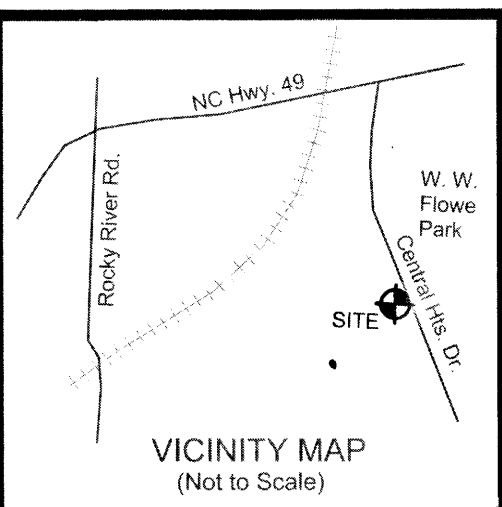 NC Hwy. 49
Rocky River Rd.
W. W.
Flowe
Park
Central Hts. Dr.
SITE
VICINITY MAP
(Not to Scale)